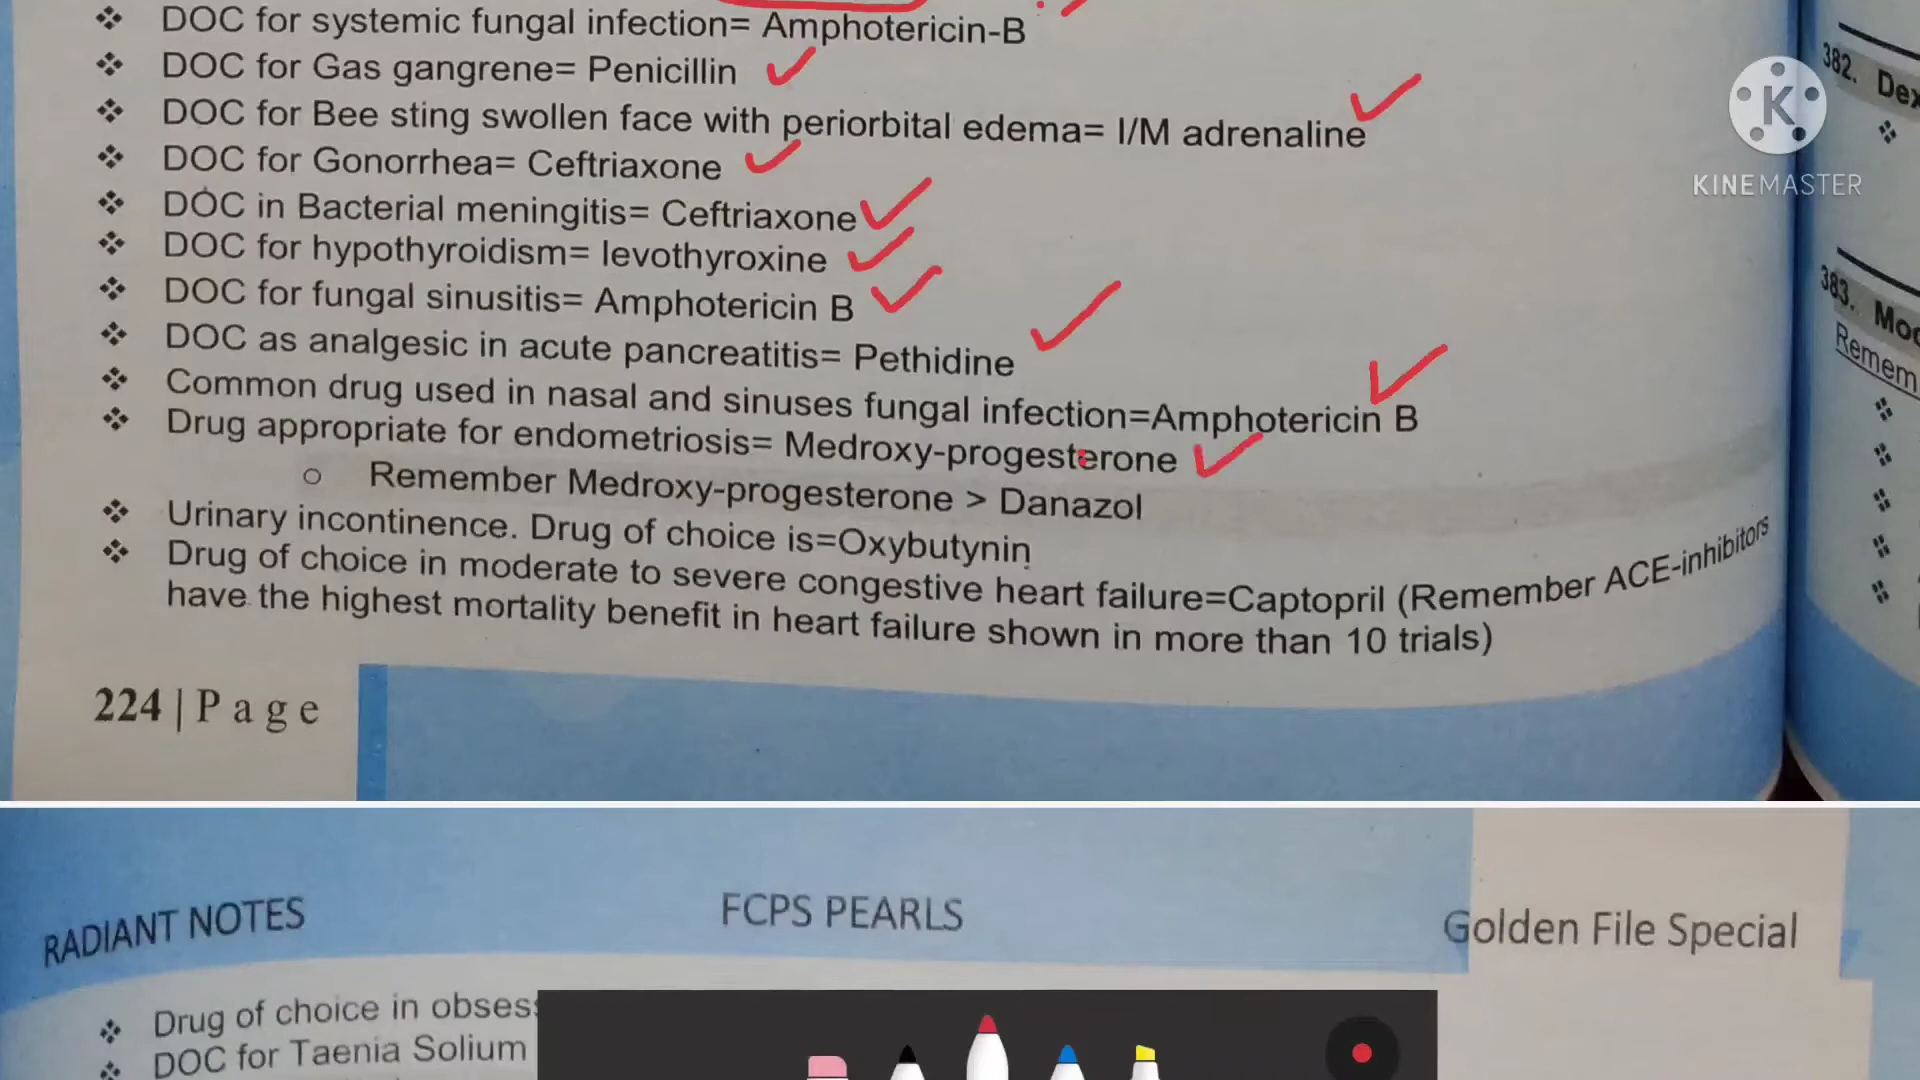 ❖ DOC for systemic fungal infection= Amphotericin-B
❖ DOC for Gas gangrene= Penicillin
❖ DOC for Bee sting swollen face with periorbital edema= I/M adrenaline
❖ DOC for Gonorrhea= Ceftriaxone
❖ DOC in Bacterial meningitis= Ceftriaxone
❖ DOC for hypothyroidism= levothyroxine
❖ DOC for fungal sinusitis= Amphotericin B
❖ DOC as analgesic in acute pancreatitis= Pethidine
❖ Common drug used in nasal and sinuses fungal infection=Amphotericin B
❖ Drug appropriate for endometriosis= Medroxy-progesterone
o Remember Medroxy-progesterone > Danazol
❖ Urinary incontinence. Drug of choice is=Oxybutynin
❖ Drug of choice in moderate to severe congestive heart failure=Captopril (Remember ACE-inhibitors
have the highest mortality benefit in heart failure shown in more than 10 trials)
224 | P a g e
382. Dex
383. Moc
Remem
KINEMASTER
RADIANT NOTES FCPS PEARLS Golden File Special
❖ Drug of choice in obses
❖ DOC for Taenia Solium